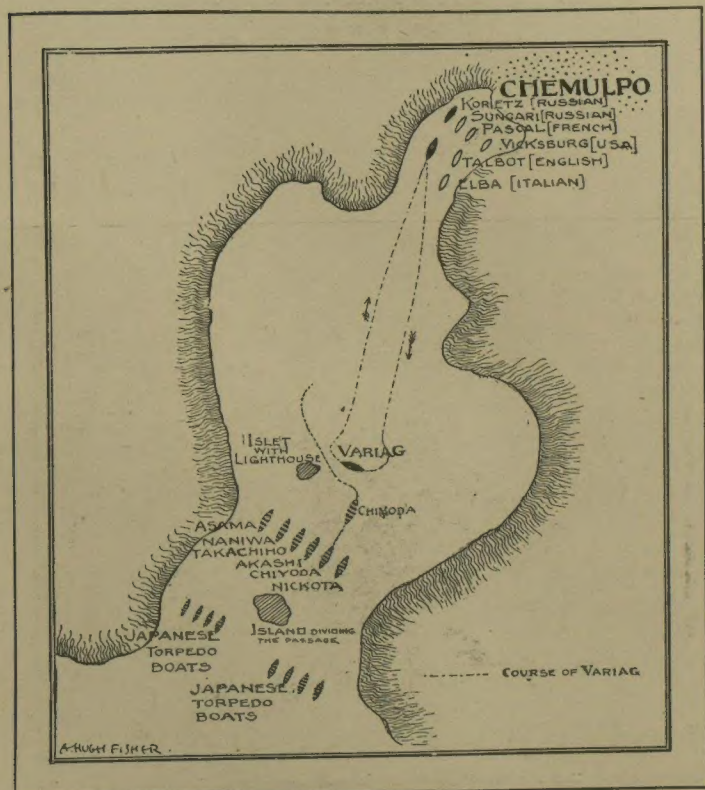 CHEMULPO
KORIETZ [RUSSIAN]
SUNGARI [RUSSIAN]
PASCAL [FRENCH]
VICKSBURG [USA]
TALBOT [ENGLISH]
ELBA [ITALIAN]
ISLET
WITH
LIGHTHOUSE
VARIAG
CHIMODA
ASAMA
NANIWA
TAKACHIHO
AKASHI
CHIYODA
NICKOTA
ISLAND DIVIDING
THE PASSAGE
JAPANESE
TORPEDO
BOATS
JAPANESE
TORPEDO
BOATS
COURSE OF VARIAG
A. HUGH FISHER.